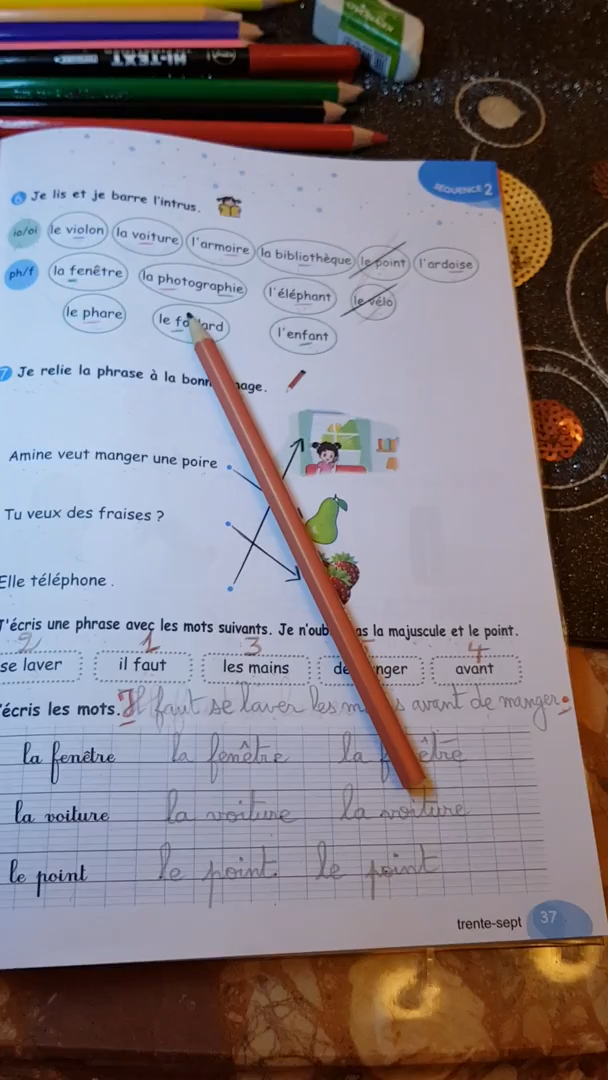 HI-TEXT
SEQUENCE 2
6 Je lis et je barre l'intrus.
io/oi le violon la voiture l'armoire la bibliothèque le point l'ardoise
ph/f la fenêtre la photographie l'éléphant le vélo
le phare le l'enfant
7 Je relie la phrase à la
Amine veut manger une poire
Tu veux des fraises ?
Elle téléphone .
J'écris une phrase avec les mots suivants. Je la majuscule et le point.
2 1 3 4
se laver il faut les mains avant
J'écris les mots. Il faut se laver les avant de manger.
la fenêtre la fenêtre la
la voiture la voiture la voiture
le point le point le point
trente-sept 37